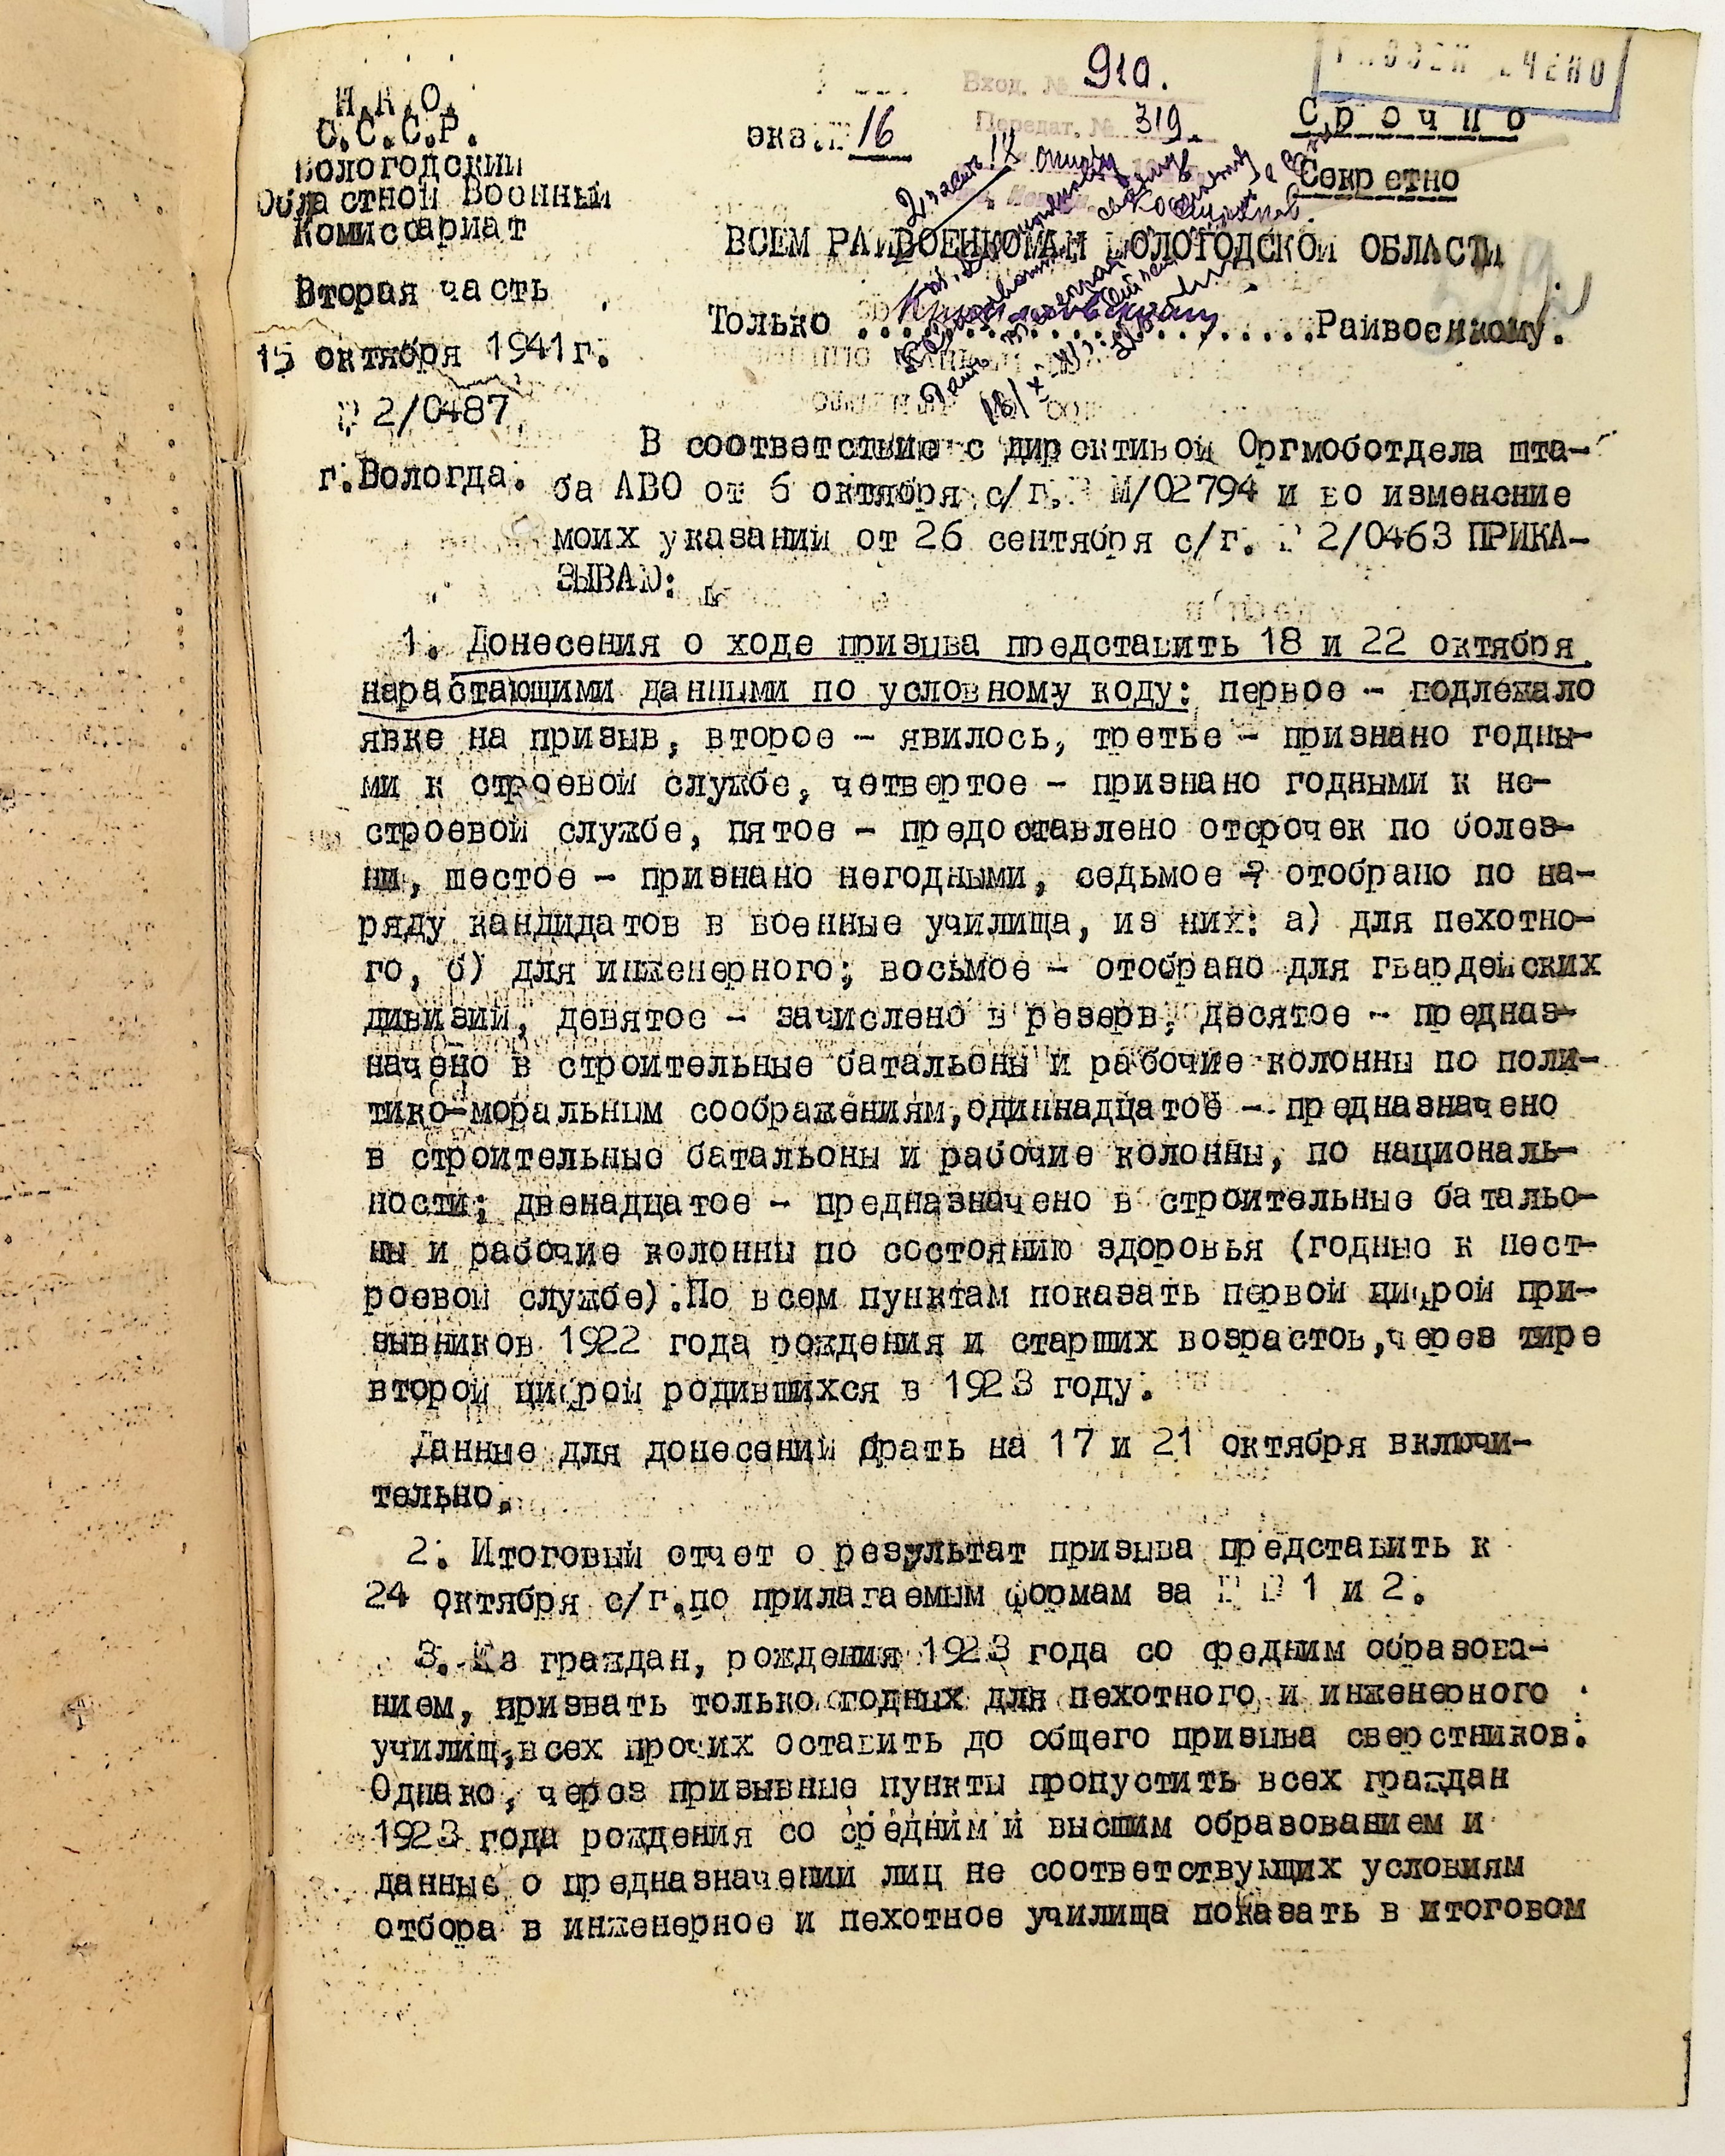 Н.К.О.
С.С.С.Р.
Вологодский
Областной Военный
Комиссариат
Вторая часть
15 октября 1941г.
№ 2/0487.
г.Вологда.
Вход. № 910.
Передат. № 319.
экз.№ 16
С р о ч н о
Секретно
ВСЕМ РАЙВОЕНКОМАМ ВОЛОГОДСКОЙ ОБЛАСТИ
Только ... Райвоенкому.
В соответствие с директивой Оргмоботдела шта-
ба АВО от 6 октября с/г.№ М/02794 и во изменение
моих указаний от 26 сентября с/г. № 2/0463 ПРИКА-
ЗЫВАЮ:
1. Донесения о ходе призыва представить 18 и 22 октября
нарастающими данными по условному коду: первое - подлежало
явке на призыв, второе - явилось, третье - признано годны-
ми к строевой службе, четвертое - признано годными к не-
строевой службе, пятое - предоставлено отсрочек по болез-
ни, шестое - признано негодными, седьмое - отобрано по на-
ряду кандидатов в военные училища, из них: а) для пехотно-
го, б) для инженерного; восьмое - отобрано для гвардейских
дивизий, девятое - зачислено в резерв, десятое - предназ-
начено в строительные батальоны и рабочие колонны по поли-
тико-моральным соображениям,одиннадцатое - предназначено
в строительные батальоны и рабочие колонны, по националь-
ности; двенадцатое - предназначено в строительные батальо-
ны и рабочие колонны по состоянию здоровья (годные к нест-
роевой службе).По всем пунктам показать первой цифрой при-
зывников 1922 года рождения и старших возрастов,через тире
второй цифрой родившихся в 1923 году.
Данные для донесений брать на 17 и 21 октября включи-
тельно.
2. Итоговый отчет о результат призыва представить к
24 октября с/г.по прилагаемым формам за № № 1 и 2.
3. Из граждан, рождения 1923 года со федним образова-
нием, призвать только годных для пехотного и инженерного
училищ,всех прочих оставить до общего призыва сверстников.
Однако, через призывные пункты пропустить всех граждан
1923 года рождения со средним и высшим образованием и
данные о предназначении лиц не соответствующих условиям
отбора в инженерное и пехотное училища показать в итоговом